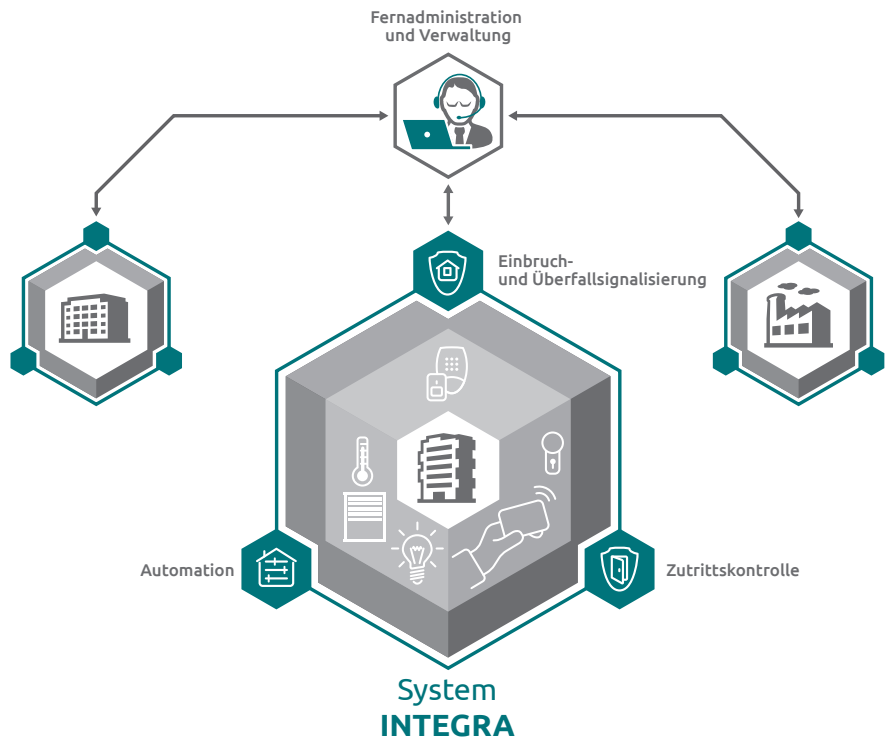 Fernadministration
und Verwaltung
Einbruch-
und Überfallsignalisierung
Automation
Zutrittskontrolle
System
INTEGRA